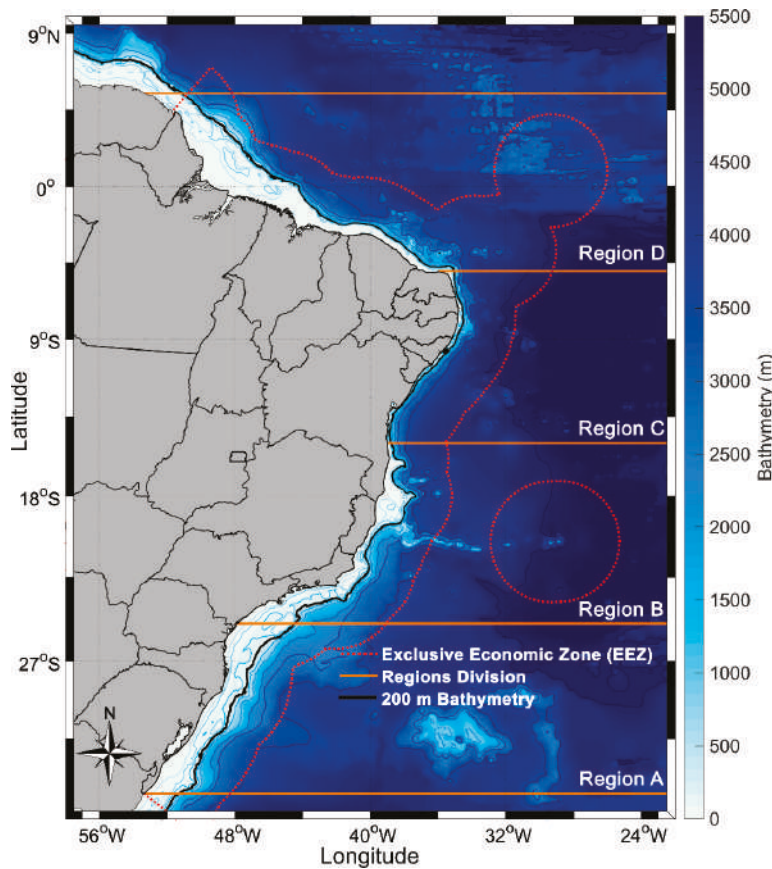 9°N
0°
9°S
18°S
27°S
Latitude
Region D
Region C
Region B
Exclusive Economic Zone (EEZ)
Regions Division
200 m Bathymetry
N
Region A
56°W
48°W
40°W
32°W
24°W
Longitude
5500
5000
4500
4000
3500
3000
2500
2000
1500
1000
500
0
Bathymetry (m)